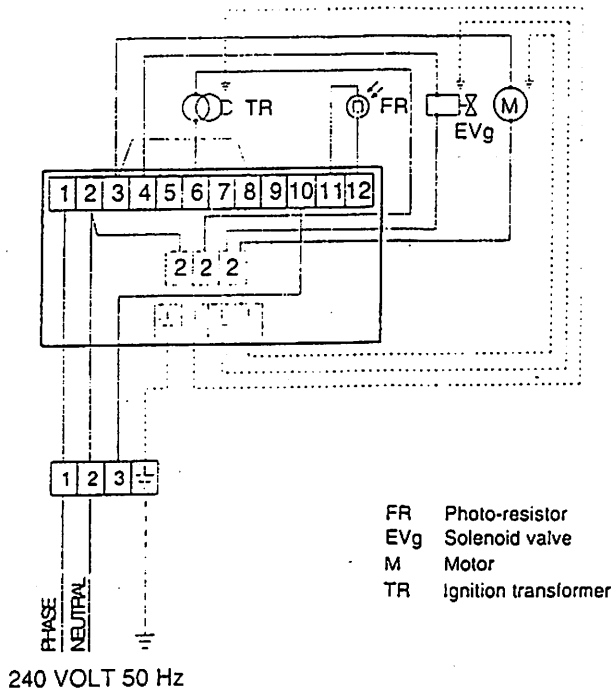 TR
FR
EVg
M
1 2 3 4 5 6 7 8 9 10 11 12
2 2 2
1 2 3
FR Photo-resistor
EVg Solenoid valve
M Motor
TR Ignition transformer
PHASE
NEUTRAL
240 VOLT 50 Hz